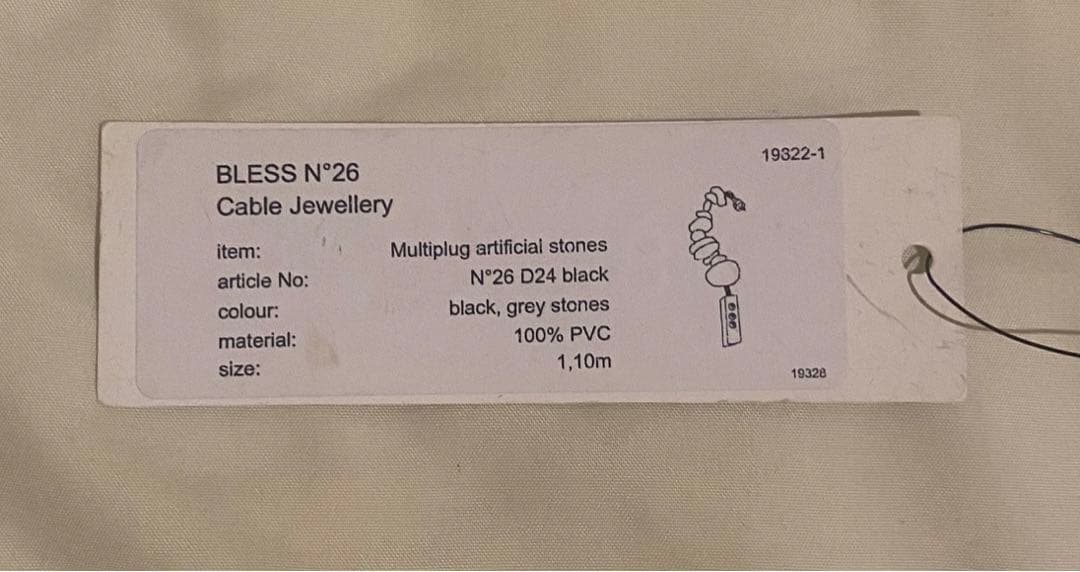 BLESS N°26
Cable Jewellery
19322-1
item: Multiplug artificial stones
article No: N°26 D24 black
colour: black, grey stones
material: 100% PVC
size: 1,10m
19328